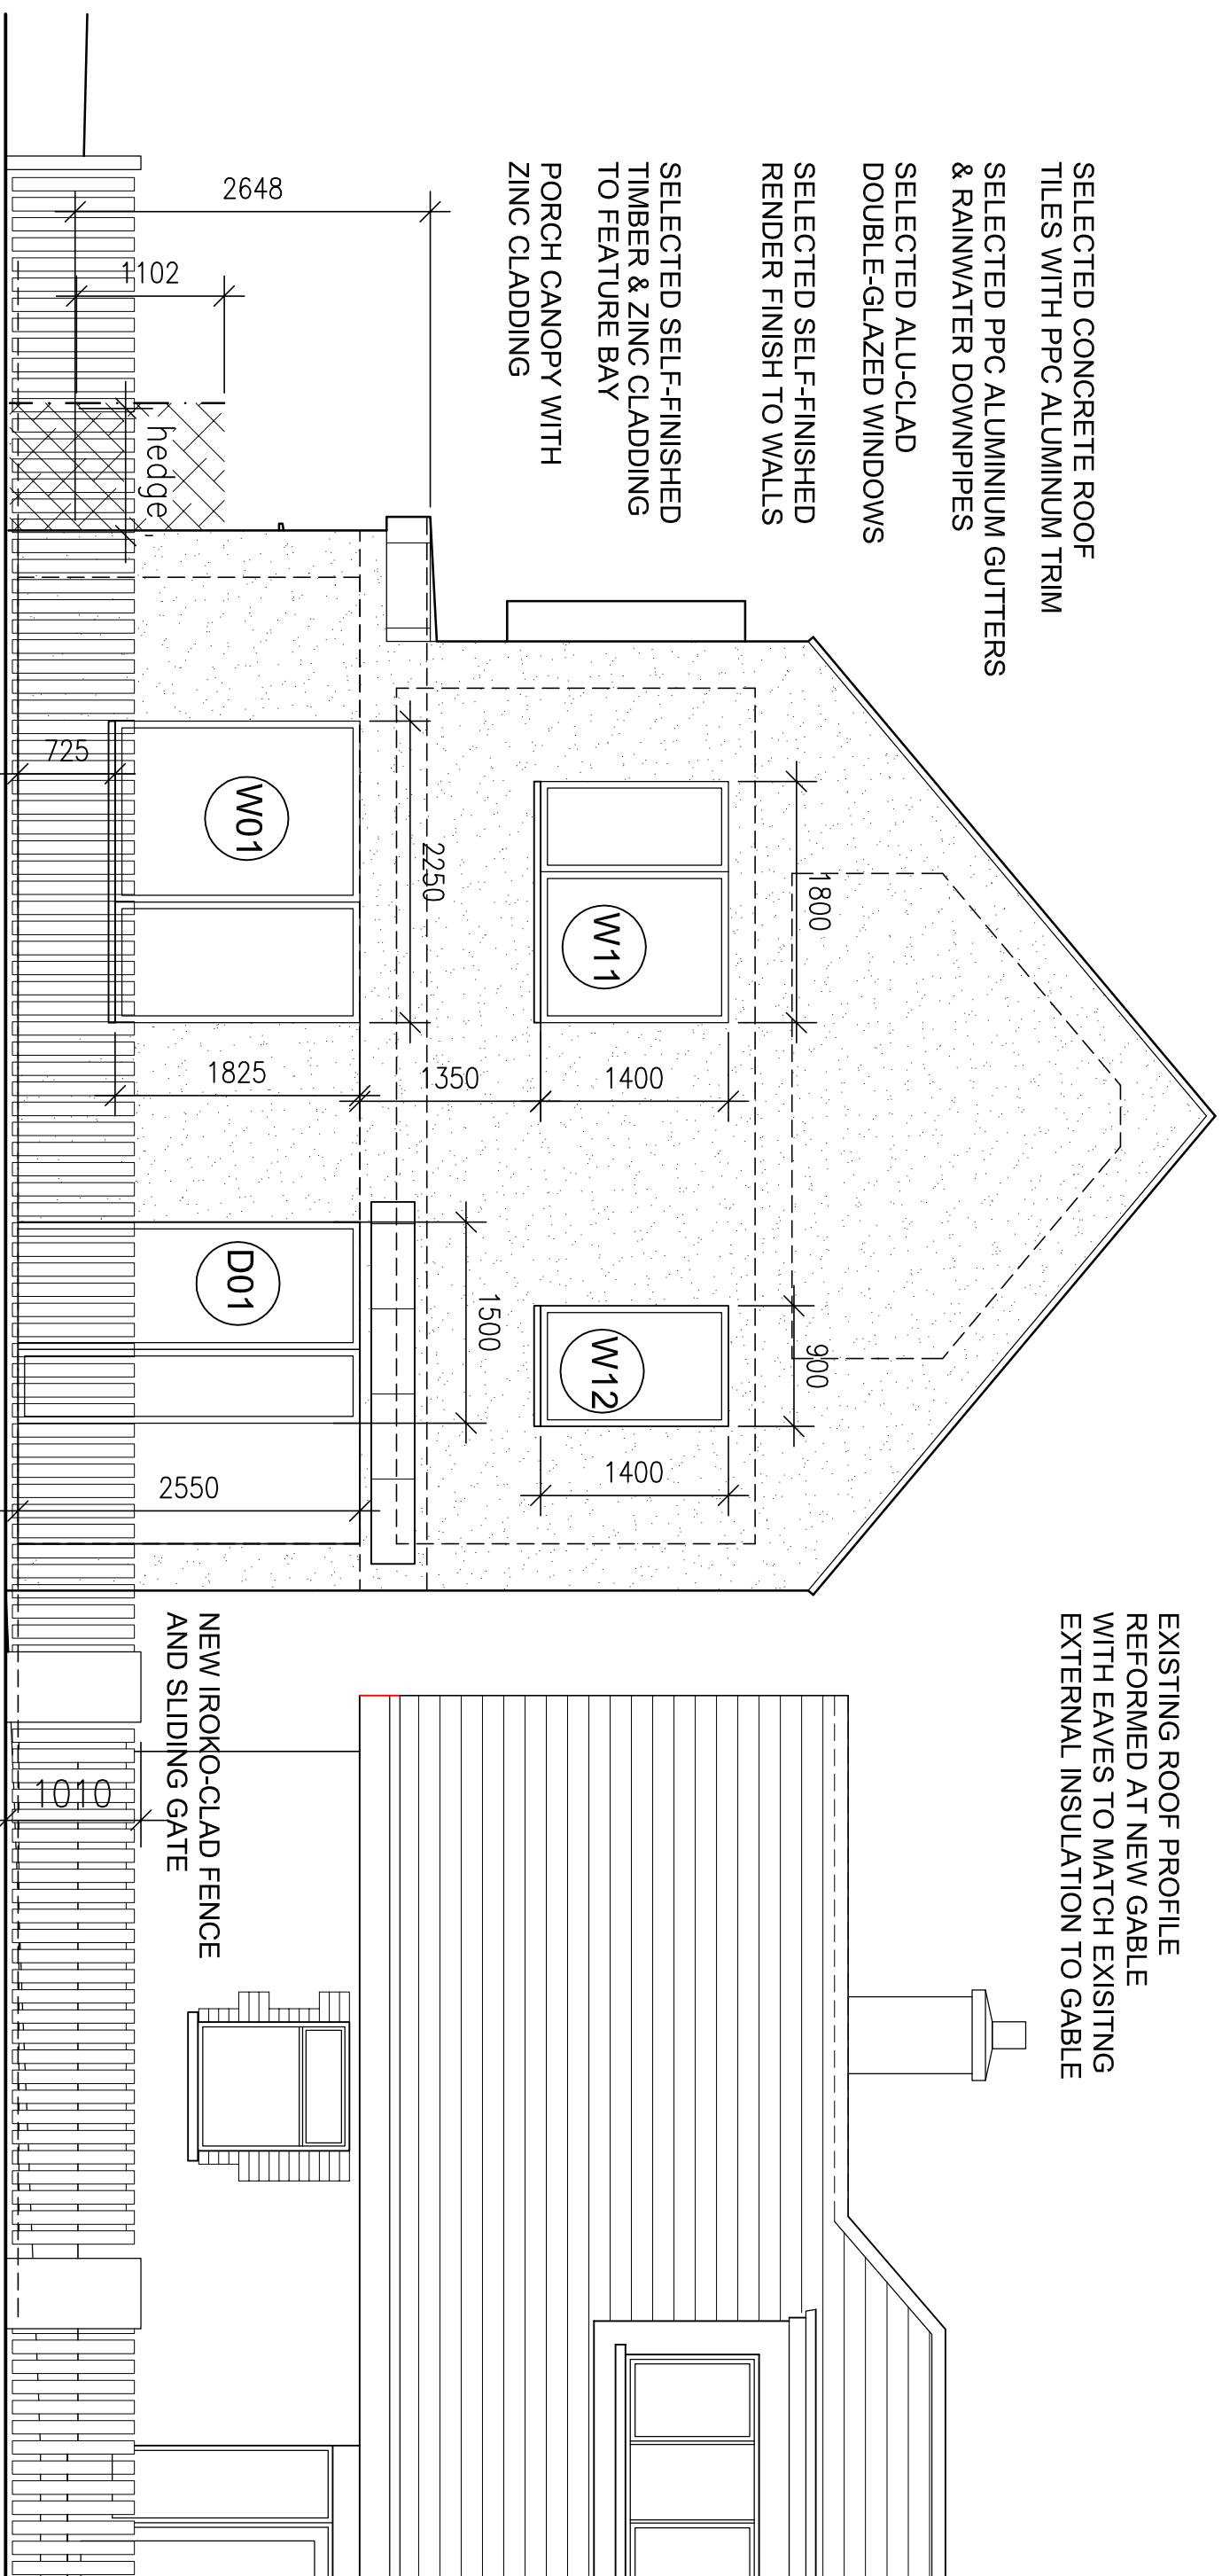 SELECTED CONCRETE ROOF
TILES WITH PPC ALUMINUM TRIM
SELECTED PPC ALUMINIUM GUTTERS
& RAINWATER DOWNPIPES
SELECTED ALU-CLAD
DOUBLE-GLAZED WINDOWS
SELECTED SELF-FINISHED
RENDER FINISH TO WALLS
SELECTED SELF-FINISHED
TIMBER & ZINC CLADDING
TO FEATURE BAY
PORCH CANOPY WITH
ZINC CLADDING
EXISTING ROOF PROFILE
REFORMED AT NEW GABLE
WITH EAVES TO MATCH EXISITNG
EXTERNAL INSULATION TO GABLE
1800
900
W11
W12
1400
1400
1350
2250
1500
2648
1102
hedge
W01
D01
1825
2550
725
NEW IROKO-CLAD FENCE
AND SLIDING GATE
1010